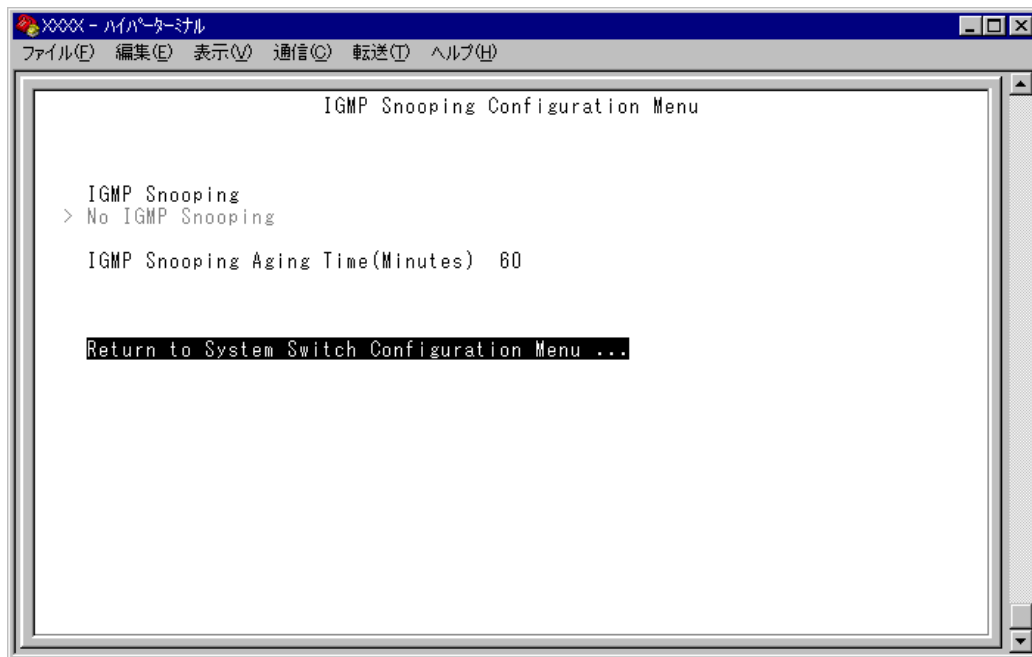 XXXX - ハイパーターミナル
ファイル(F) 編集(E) 表示(V) 通信(C) 転送(T) ヘルプ(H)
IGMP Snooping Configuration Menu
IGMP Snooping
> No IGMP Snooping
IGMP Snooping Aging Time(Minutes) 60
Return to System Switch Configuration Menu ...